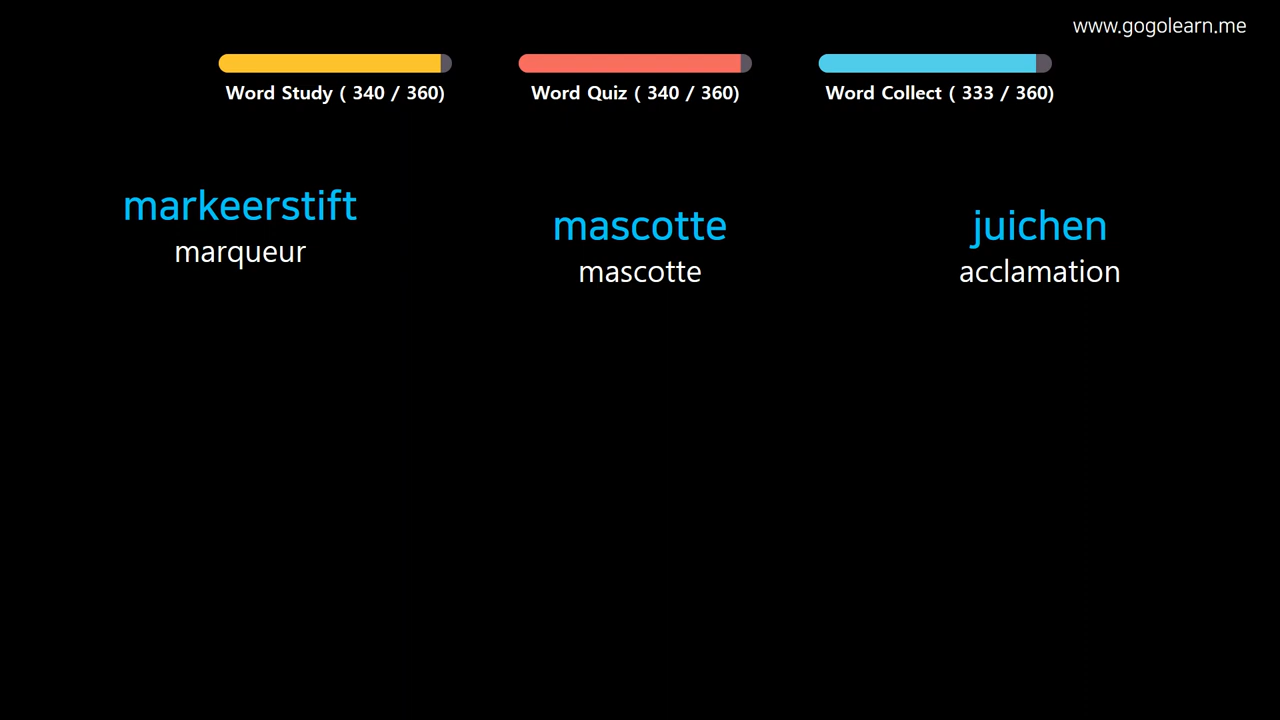 www.gogolearn.me
Word Study ( 340 / 360)
Word Quiz ( 340 / 360)
Word Collect ( 333 / 360)
markeerstift
marqueur
mascotte
mascotte
juichen
acclamation